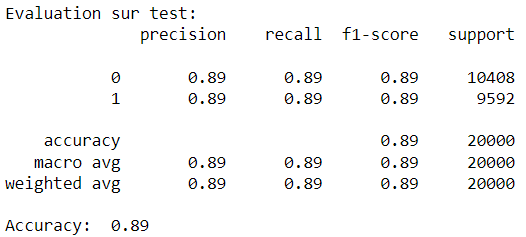 Evaluation sur test:
precision recall f1-score support
0 0.89 0.89 0.89 10408
1 0.89 0.89 0.89 9592
accuracy 0.89 20000
macro avg 0.89 0.89 0.89 20000
weighted avg 0.89 0.89 0.89 20000
Accuracy: 0.89